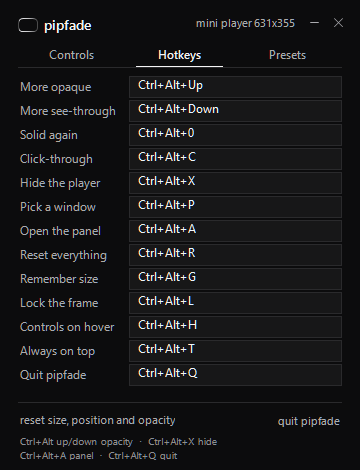 pipfade mini player 631x355
Controls Hotkeys Presets
More opaque Ctrl+Alt+Up
More see-through Ctrl+Alt+Down
Solid again Ctrl+Alt+0
Click-through Ctrl+Alt+C
Hide the player Ctrl+Alt+X
Pick a window Ctrl+Alt+P
Open the panel Ctrl+Alt+A
Reset everything Ctrl+Alt+R
Remember size Ctrl+Alt+G
Lock the frame Ctrl+Alt+L
Controls on hover Ctrl+Alt+H
Always on top Ctrl+Alt+T
Quit pipfade Ctrl+Alt+Q
reset size, position and opacity quit pipfade
Ctrl+Alt up/down opacity · Ctrl+Alt+X hide
Ctrl+Alt+A panel · Ctrl+Alt+Q quit